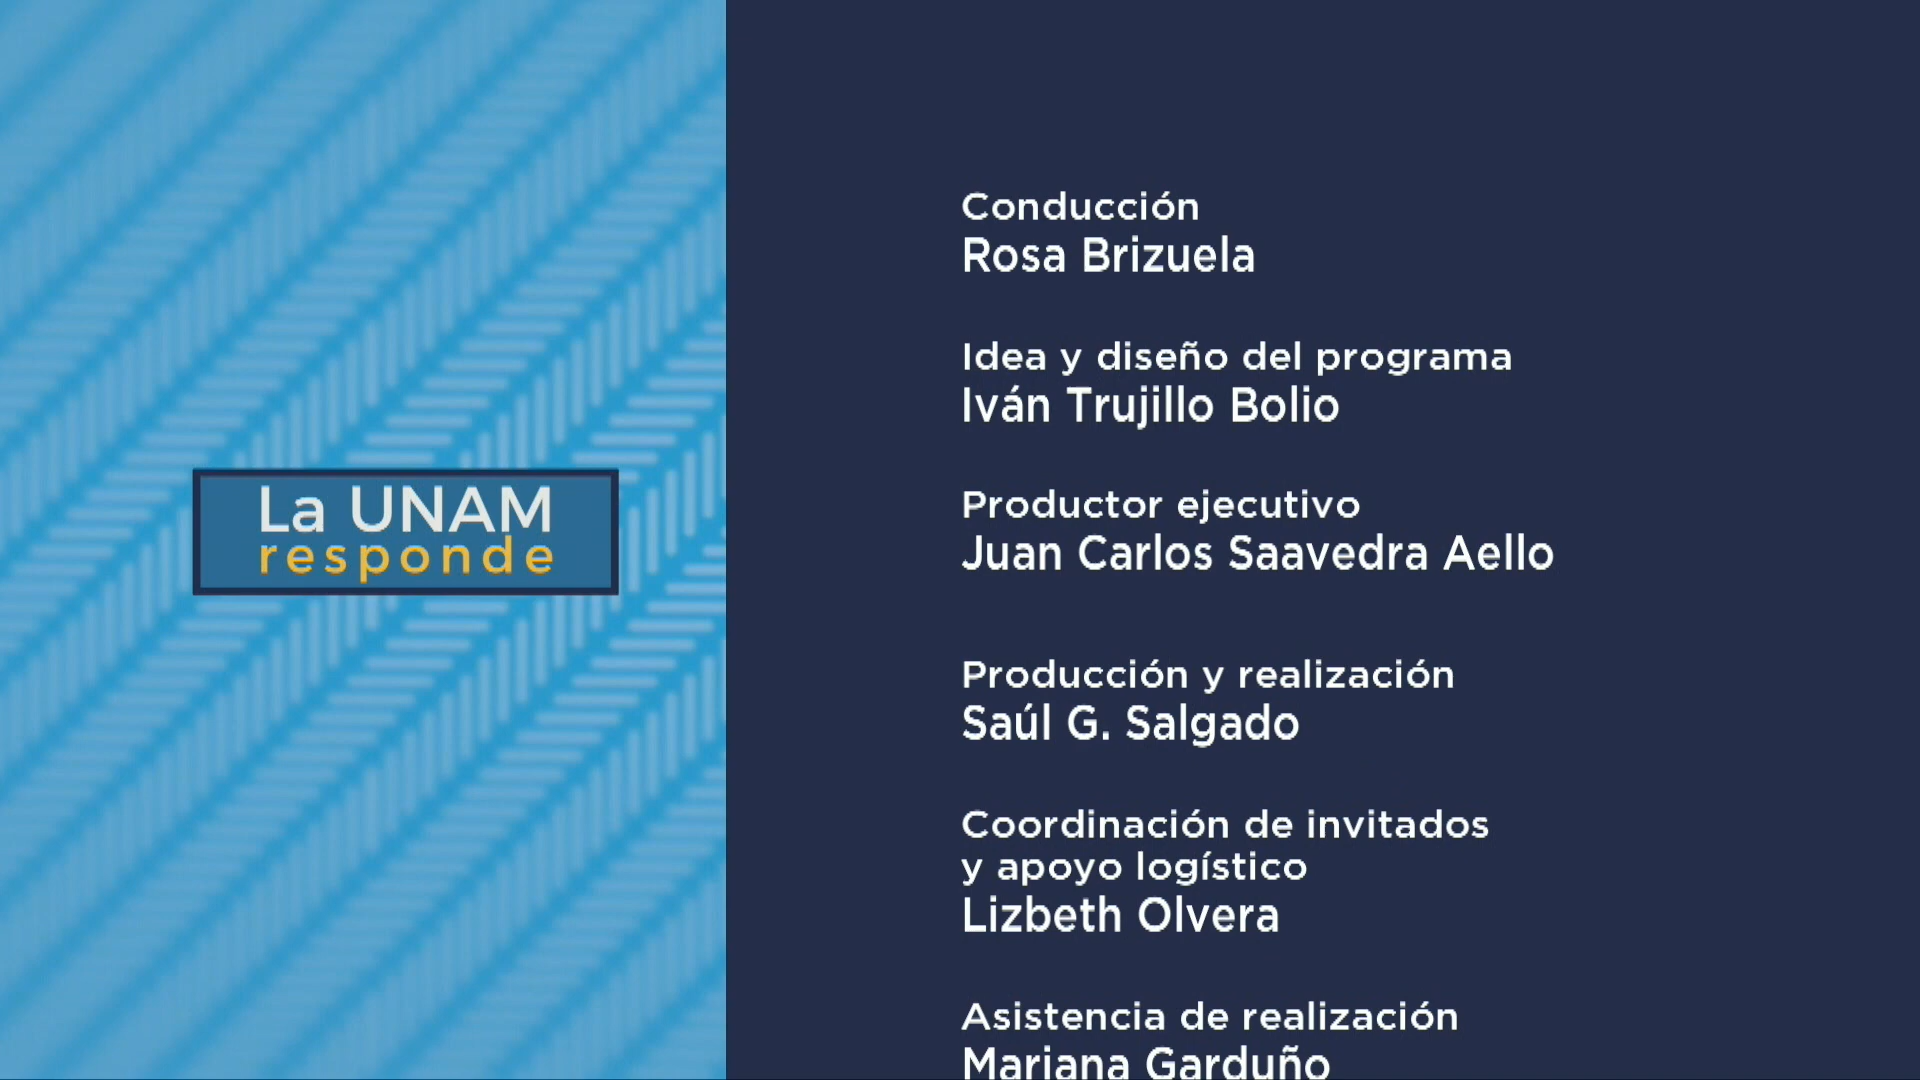 La UNAM
responde
Conducción
Rosa Brizuela
Idea y diseño del programa
Iván Trujillo Bolio
Productor ejecutivo
Juan Carlos Saavedra Aello
Producción y realización
Saúl G. Salgado
Coordinación de invitados
y apoyo logístico
Lizbeth Olvera
Asistencia de realización
Mariana Garduño